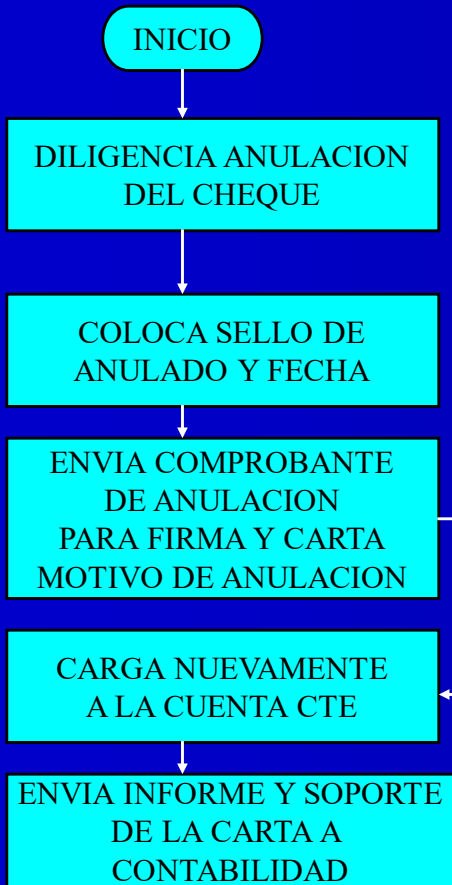 INICIO
DILIGENCIA ANULACION
DEL CHEQUE
COLOCA SELLO DE
ANULADO Y FECHA
ENVIA COMPROBANTE
DE ANULACION
PARA FIRMA Y CARTA
MOTIVO DE ANULACION
CARGA NUEVAMENTE
A LA CUENTA CTE
ENVIA INFORME Y SOPORTE
DE LA CARTA A
CONTABILIDAD